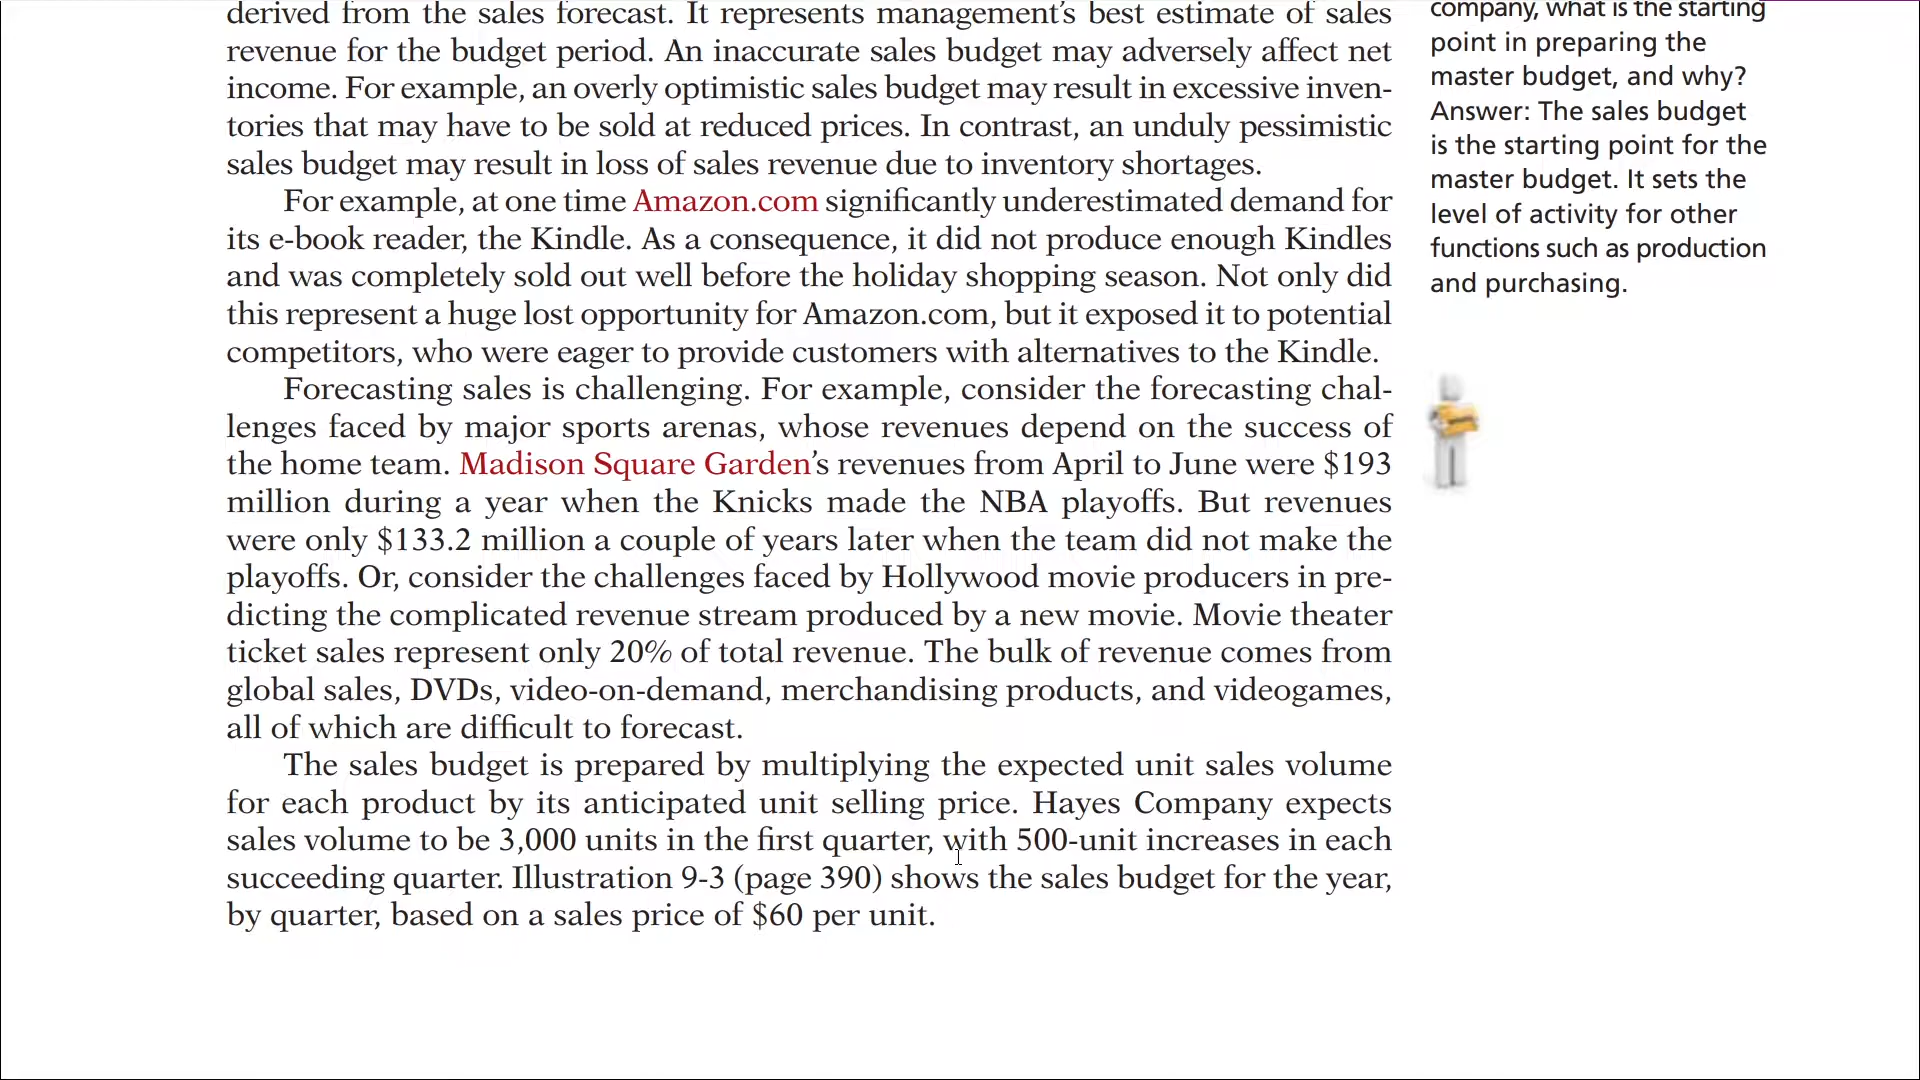 derived from the sales forecast. It represents management's best estimate of sales
revenue for the budget period. An inaccurate sales budget may adversely affect net
income. For example, an overly optimistic sales budget may result in excessive inven-
tories that may have to be sold at reduced prices. In contrast, an unduly pessimistic
sales budget may result in loss of sales revenue due to inventory shortages.
For example, at one time Amazon.com significantly underestimated demand for
its e-book reader, the Kindle. As a consequence, it did not produce enough Kindles
and was completely sold out well before the holiday shopping season. Not only did
this represent a huge lost opportunity for Amazon.com, but it exposed it to potential
competitors, who were eager to provide customers with alternatives to the Kindle.
Forecasting sales is challenging. For example, consider the forecasting chal-
lenges faced by major sports arenas, whose revenues depend on the success of
the home team. Madison Square Garden's revenues from April to June were $193
million during a year when the Knicks made the NBA playoffs. But revenues
were only $133.2 million a couple of years later when the team did not make the
playoffs. Or, consider the challenges faced by Hollywood movie producers in pre-
dicting the complicated revenue stream produced by a new movie. Movie theater
ticket sales represent only 20% of total revenue. The bulk of revenue comes from
global sales, DVDs, video-on-demand, merchandising products, and videogames,
all of which are difficult to forecast.
The sales budget is prepared by multiplying the expected unit sales volume
for each product by its anticipated unit selling price. Hayes Company expects
sales volume to be 3,000 units in the first quarter, with 500-unit increases in each
succeeding quarter. Illustration 9-3 (page 390) shows the sales budget for the year,
by quarter, based on a sales price of $60 per unit.
company, what is the starting
point in preparing the
master budget, and why?
Answer: The sales budget
is the starting point for the
master budget. It sets the
level of activity for other
functions such as production
and purchasing.